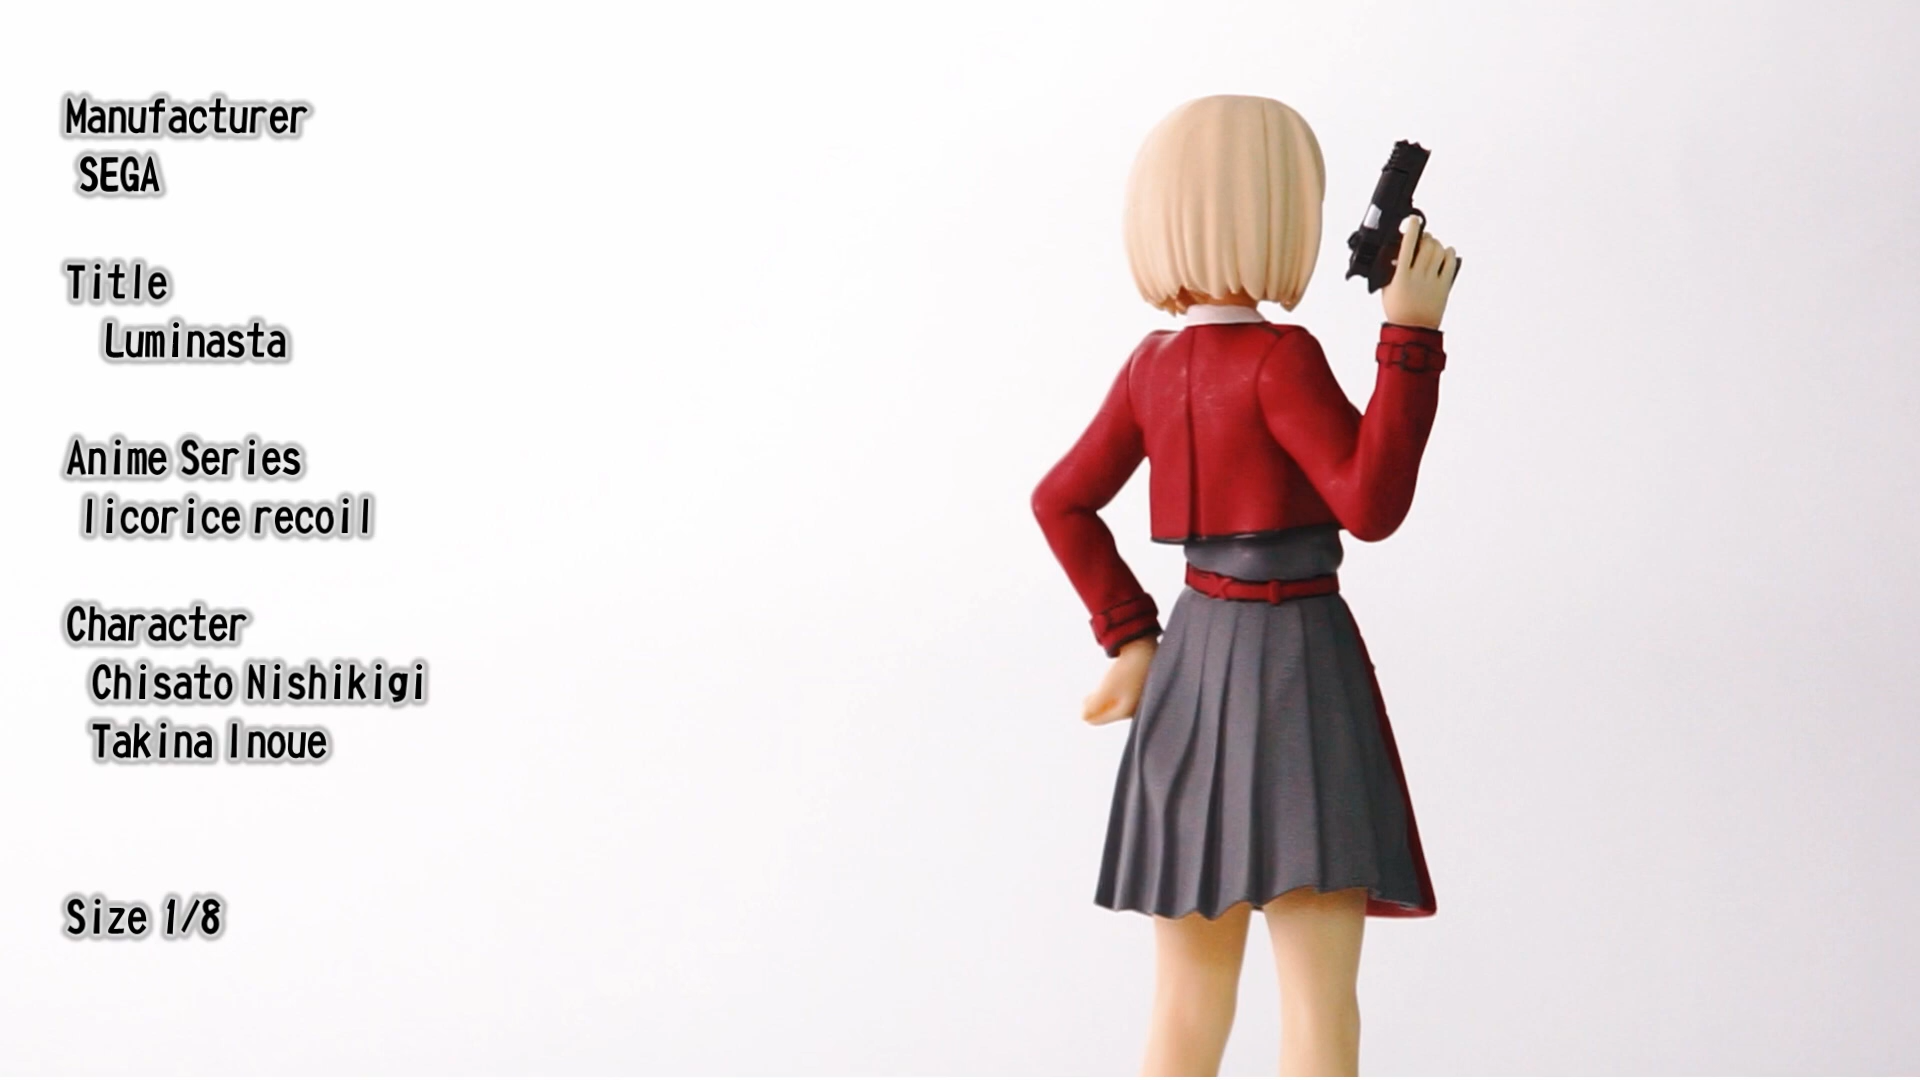 Manufacturer
SEGA
Title
Luminasta
Anime Series
licorice recoil
Character
Chisato Nishikigi
Takina Inoue
Size 1/8